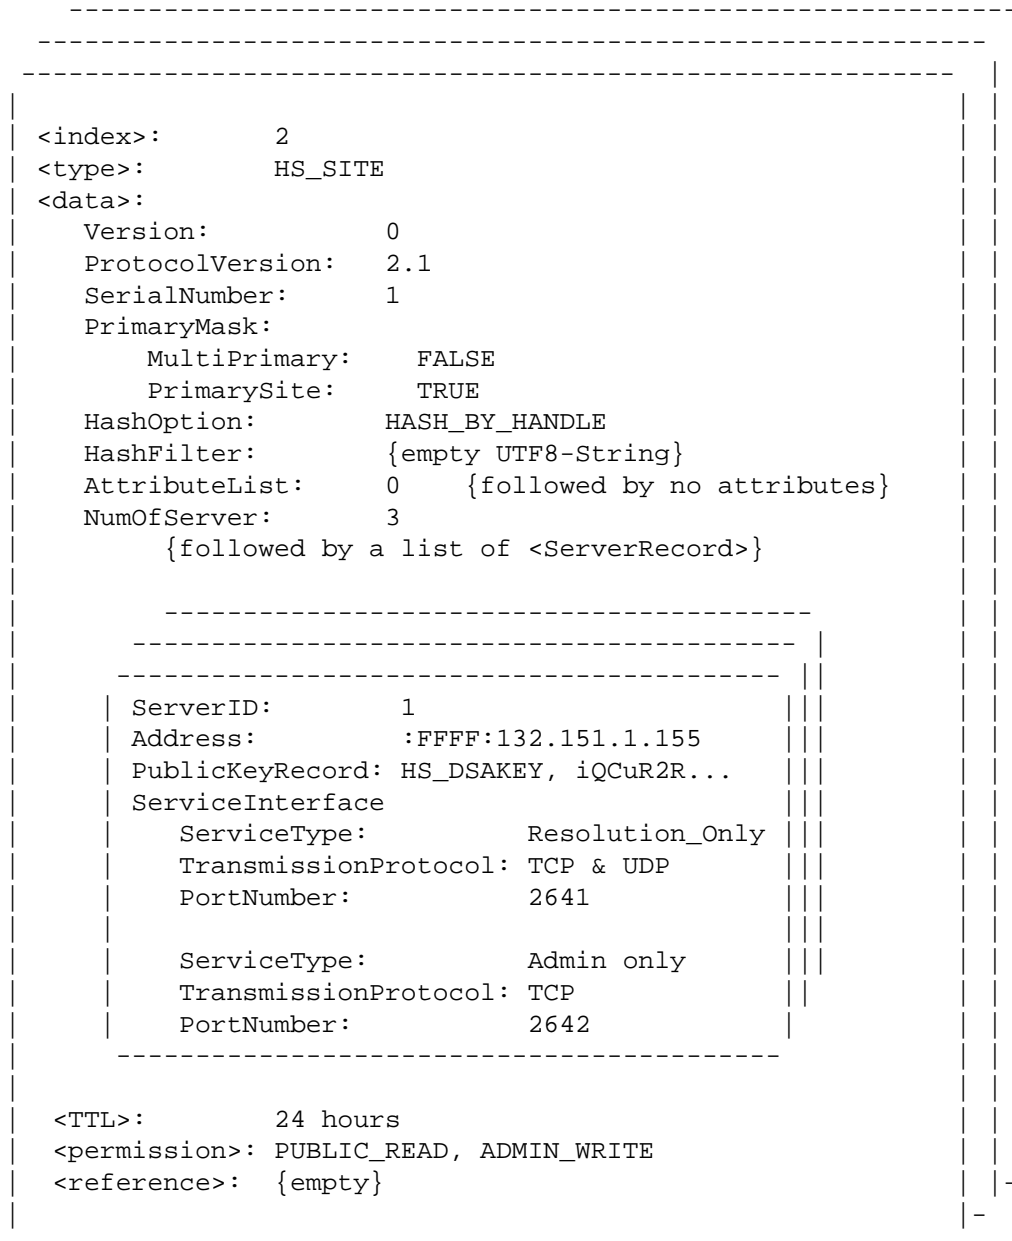 <index>: 2
<type>: HS_SITE
<data>:
Version: 0
ProtocolVersion: 2.1
SerialNumber: 1
PrimaryMask:
MultiPrimary: FALSE
PrimarySite: TRUE
HashOption: HASH_BY_HANDLE
HashFilter: {empty UTF8-String}
AttributeList: 0 {followed by no attributes}
NumOfServer: 3
{followed by a list of <ServerRecord>}
ServerID: 1
Address: :FFFF:132.151.1.155
PublicKeyRecord: HS_DSAKEY, iQCuR2R...
ServiceInterface
ServiceType: Resolution_Only
TransmissionProtocol: TCP & UDP
PortNumber: 2641
ServiceType: Admin only
TransmissionProtocol: TCP
PortNumber: 2642
<TTL>: 24 hours
<permission>: PUBLIC_READ, ADMIN_WRITE
<reference>: {empty}